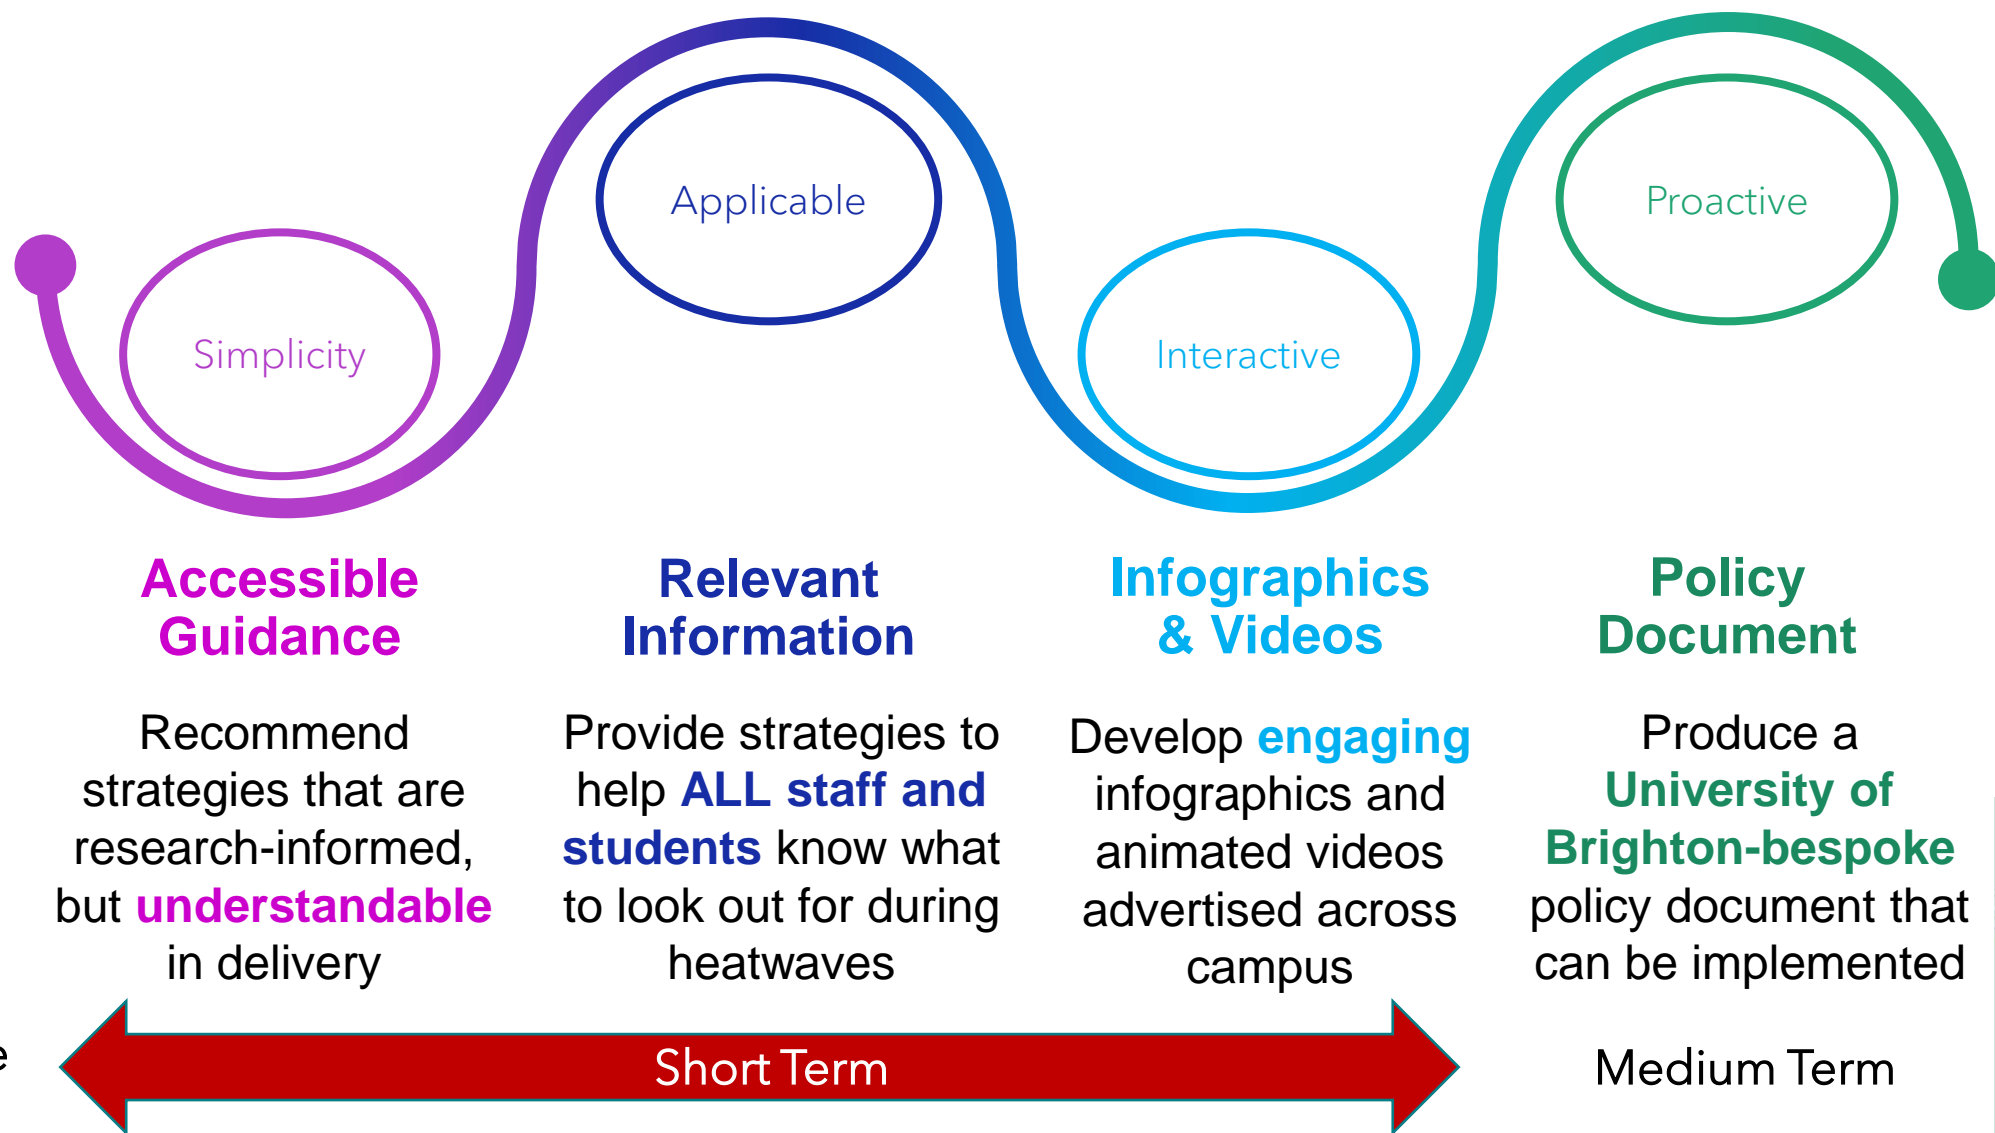 Simplicity
Applicable
Interactive
Proactive
Accessible
Guidance
Recommend
strategies that are
research-informed,
but understandable
in delivery
Relevant
Information
Provide strategies to
help ALL staff and
students know what
to look out for during
heatwaves
Infographics
& Videos
Develop engaging
infographics and
animated videos
advertised across
campus
Policy
Document
Produce a
University of
Brighton-bespoke
policy document that
can be implemented
e
Short Term
Medium Term